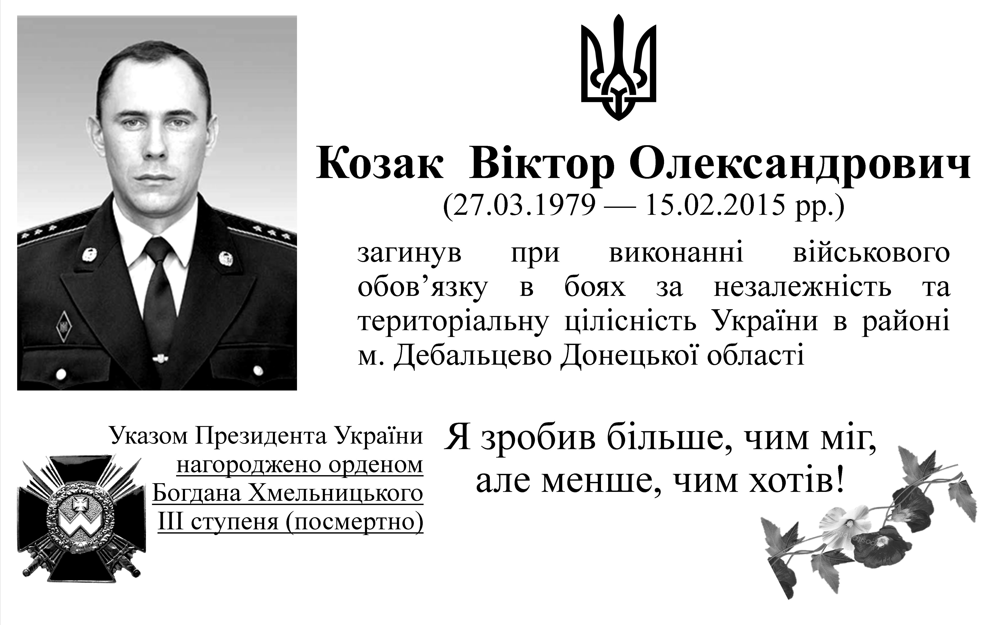 Козак Віктор Олександрович
(27.03.1979 — 15.02.2015 рр.)
загинув при виконанні військового
обов’язку в боях за незалежність та
територіальну цілісність України в районі
м. Дебальцево Донецької області
Указом Президента України
нагороджено орденом
Богдана Хмельницького
ІІІ ступеня (посмертно)
Я зробив більше, чим міг,
але менше, чим хотів!